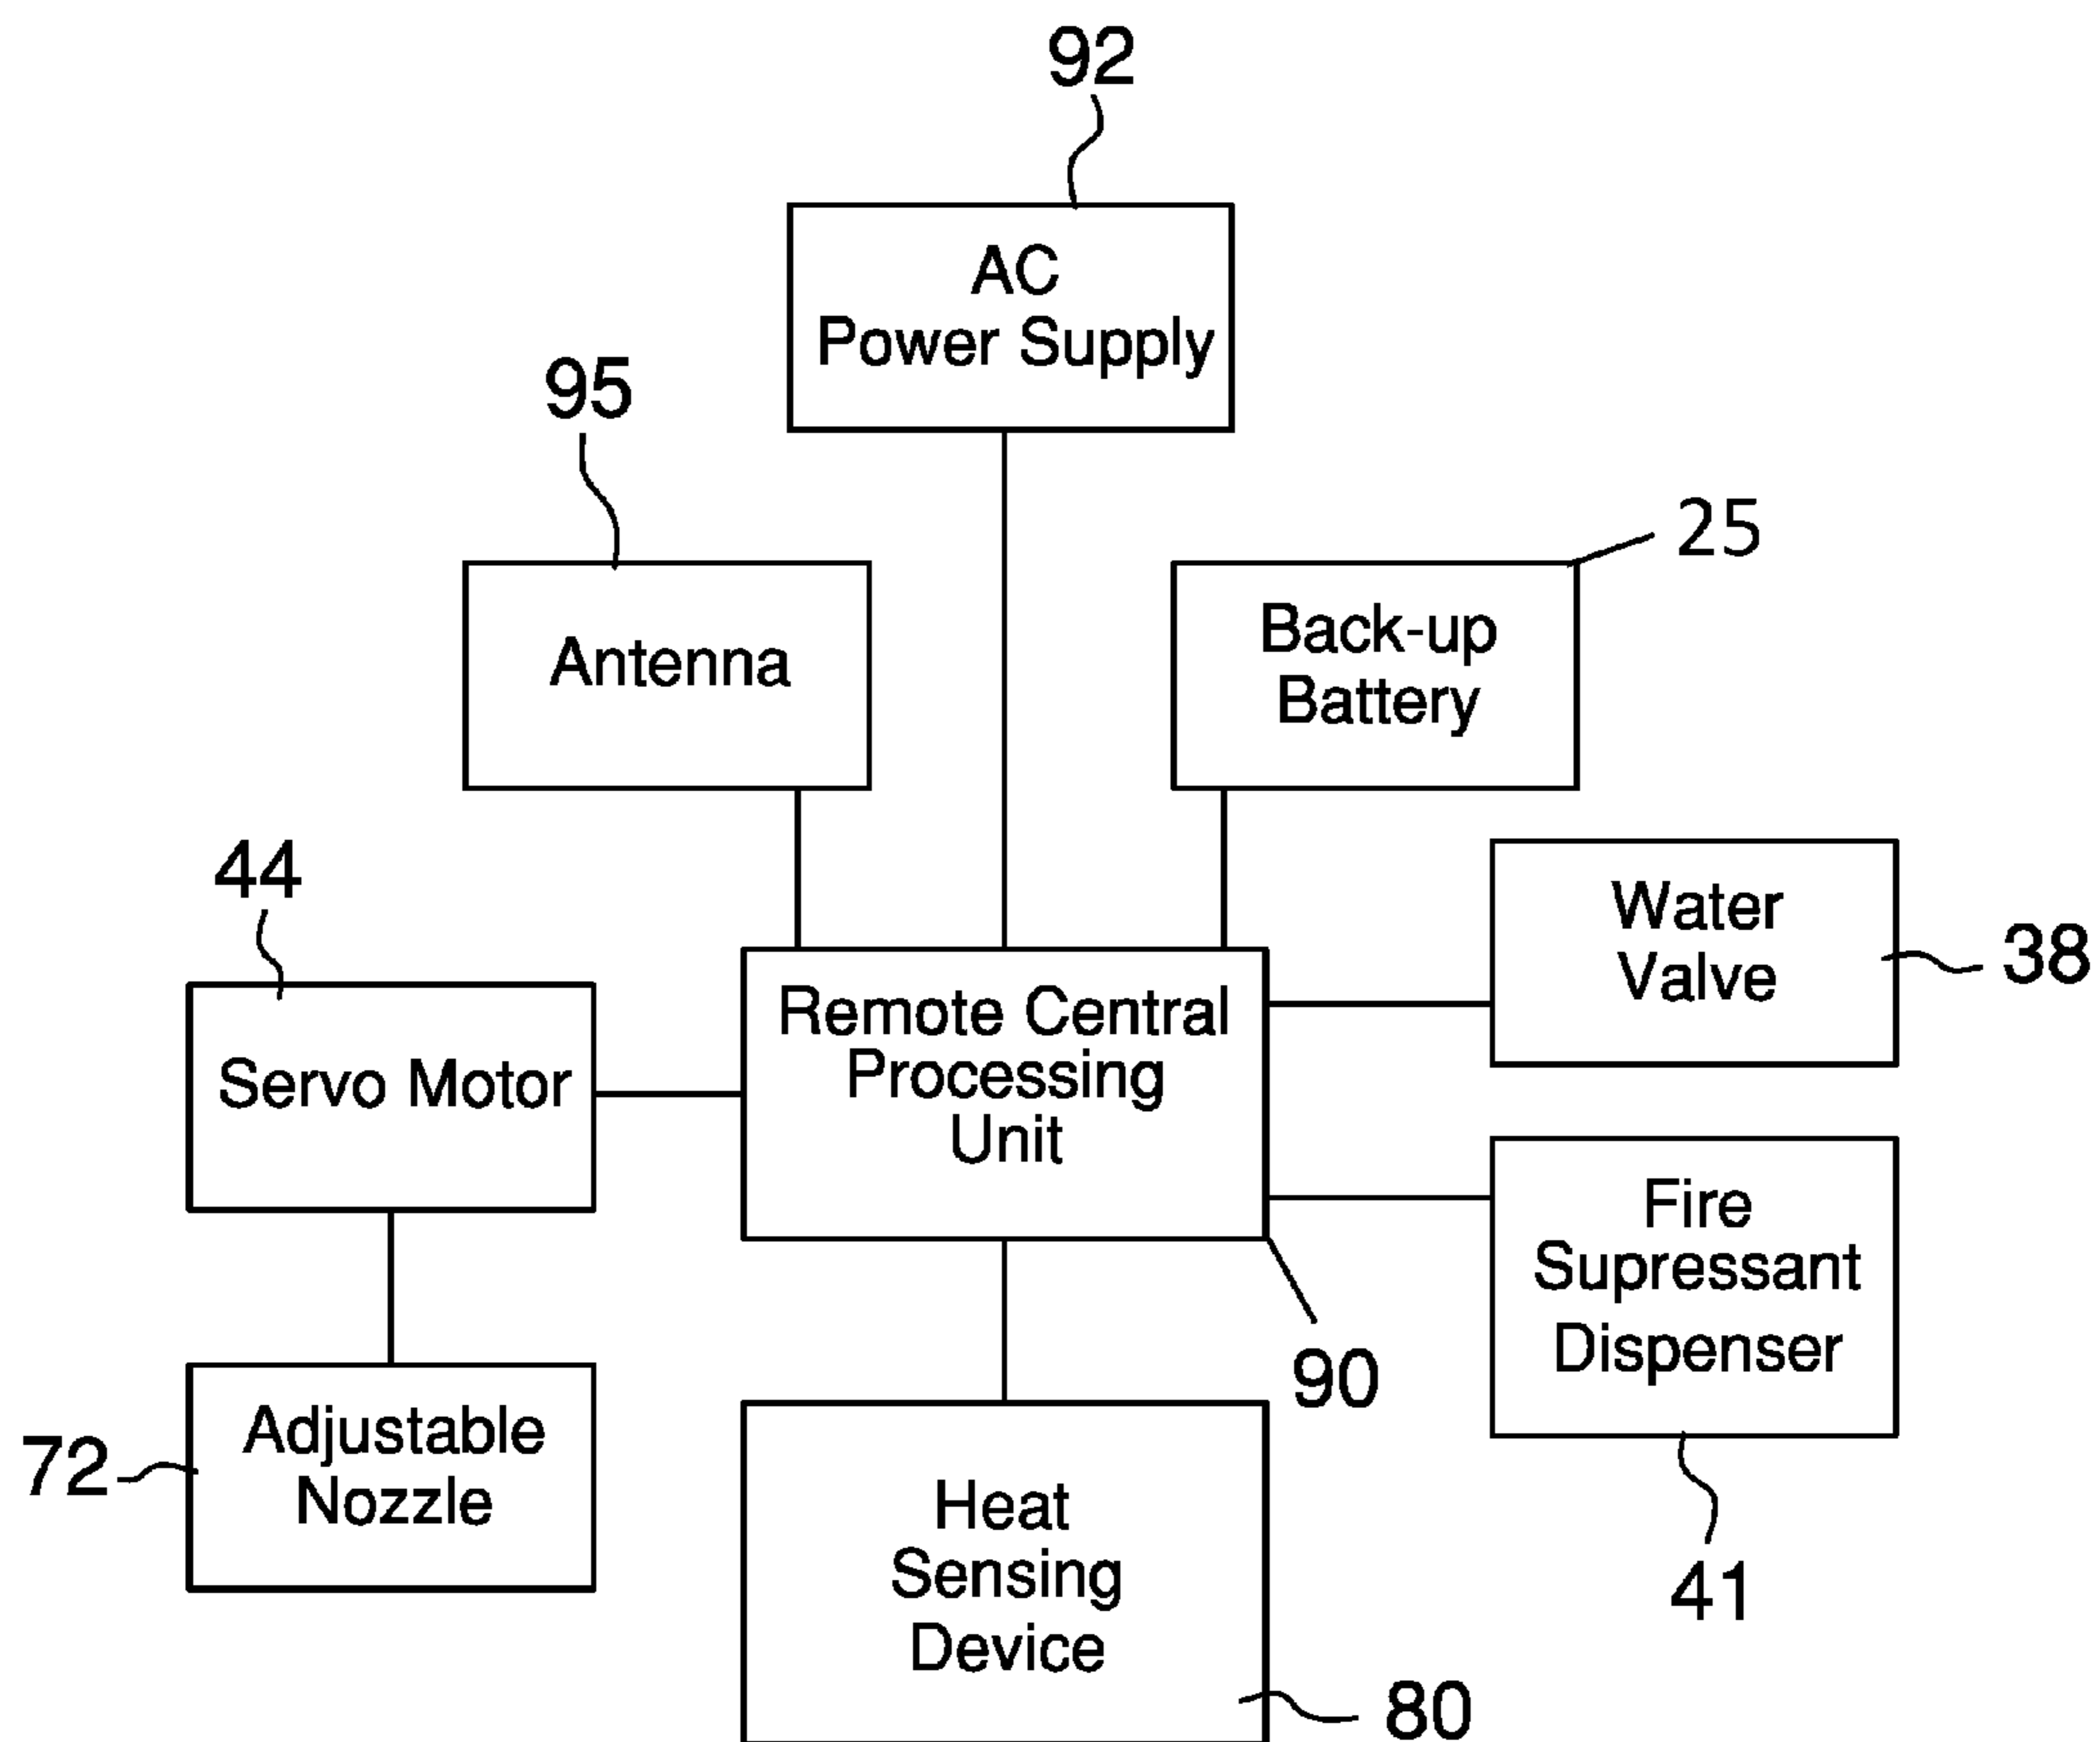 92
AC
Power Supply
95
Antenna
25
Back-up
Battery
44
Servo Motor
Remote Central
Processing
Unit
Water
Valve
38
Fire
Supressant
Dispenser
41
90
72
Adjustable
Nozzle
Heat
Sensing
Device
80